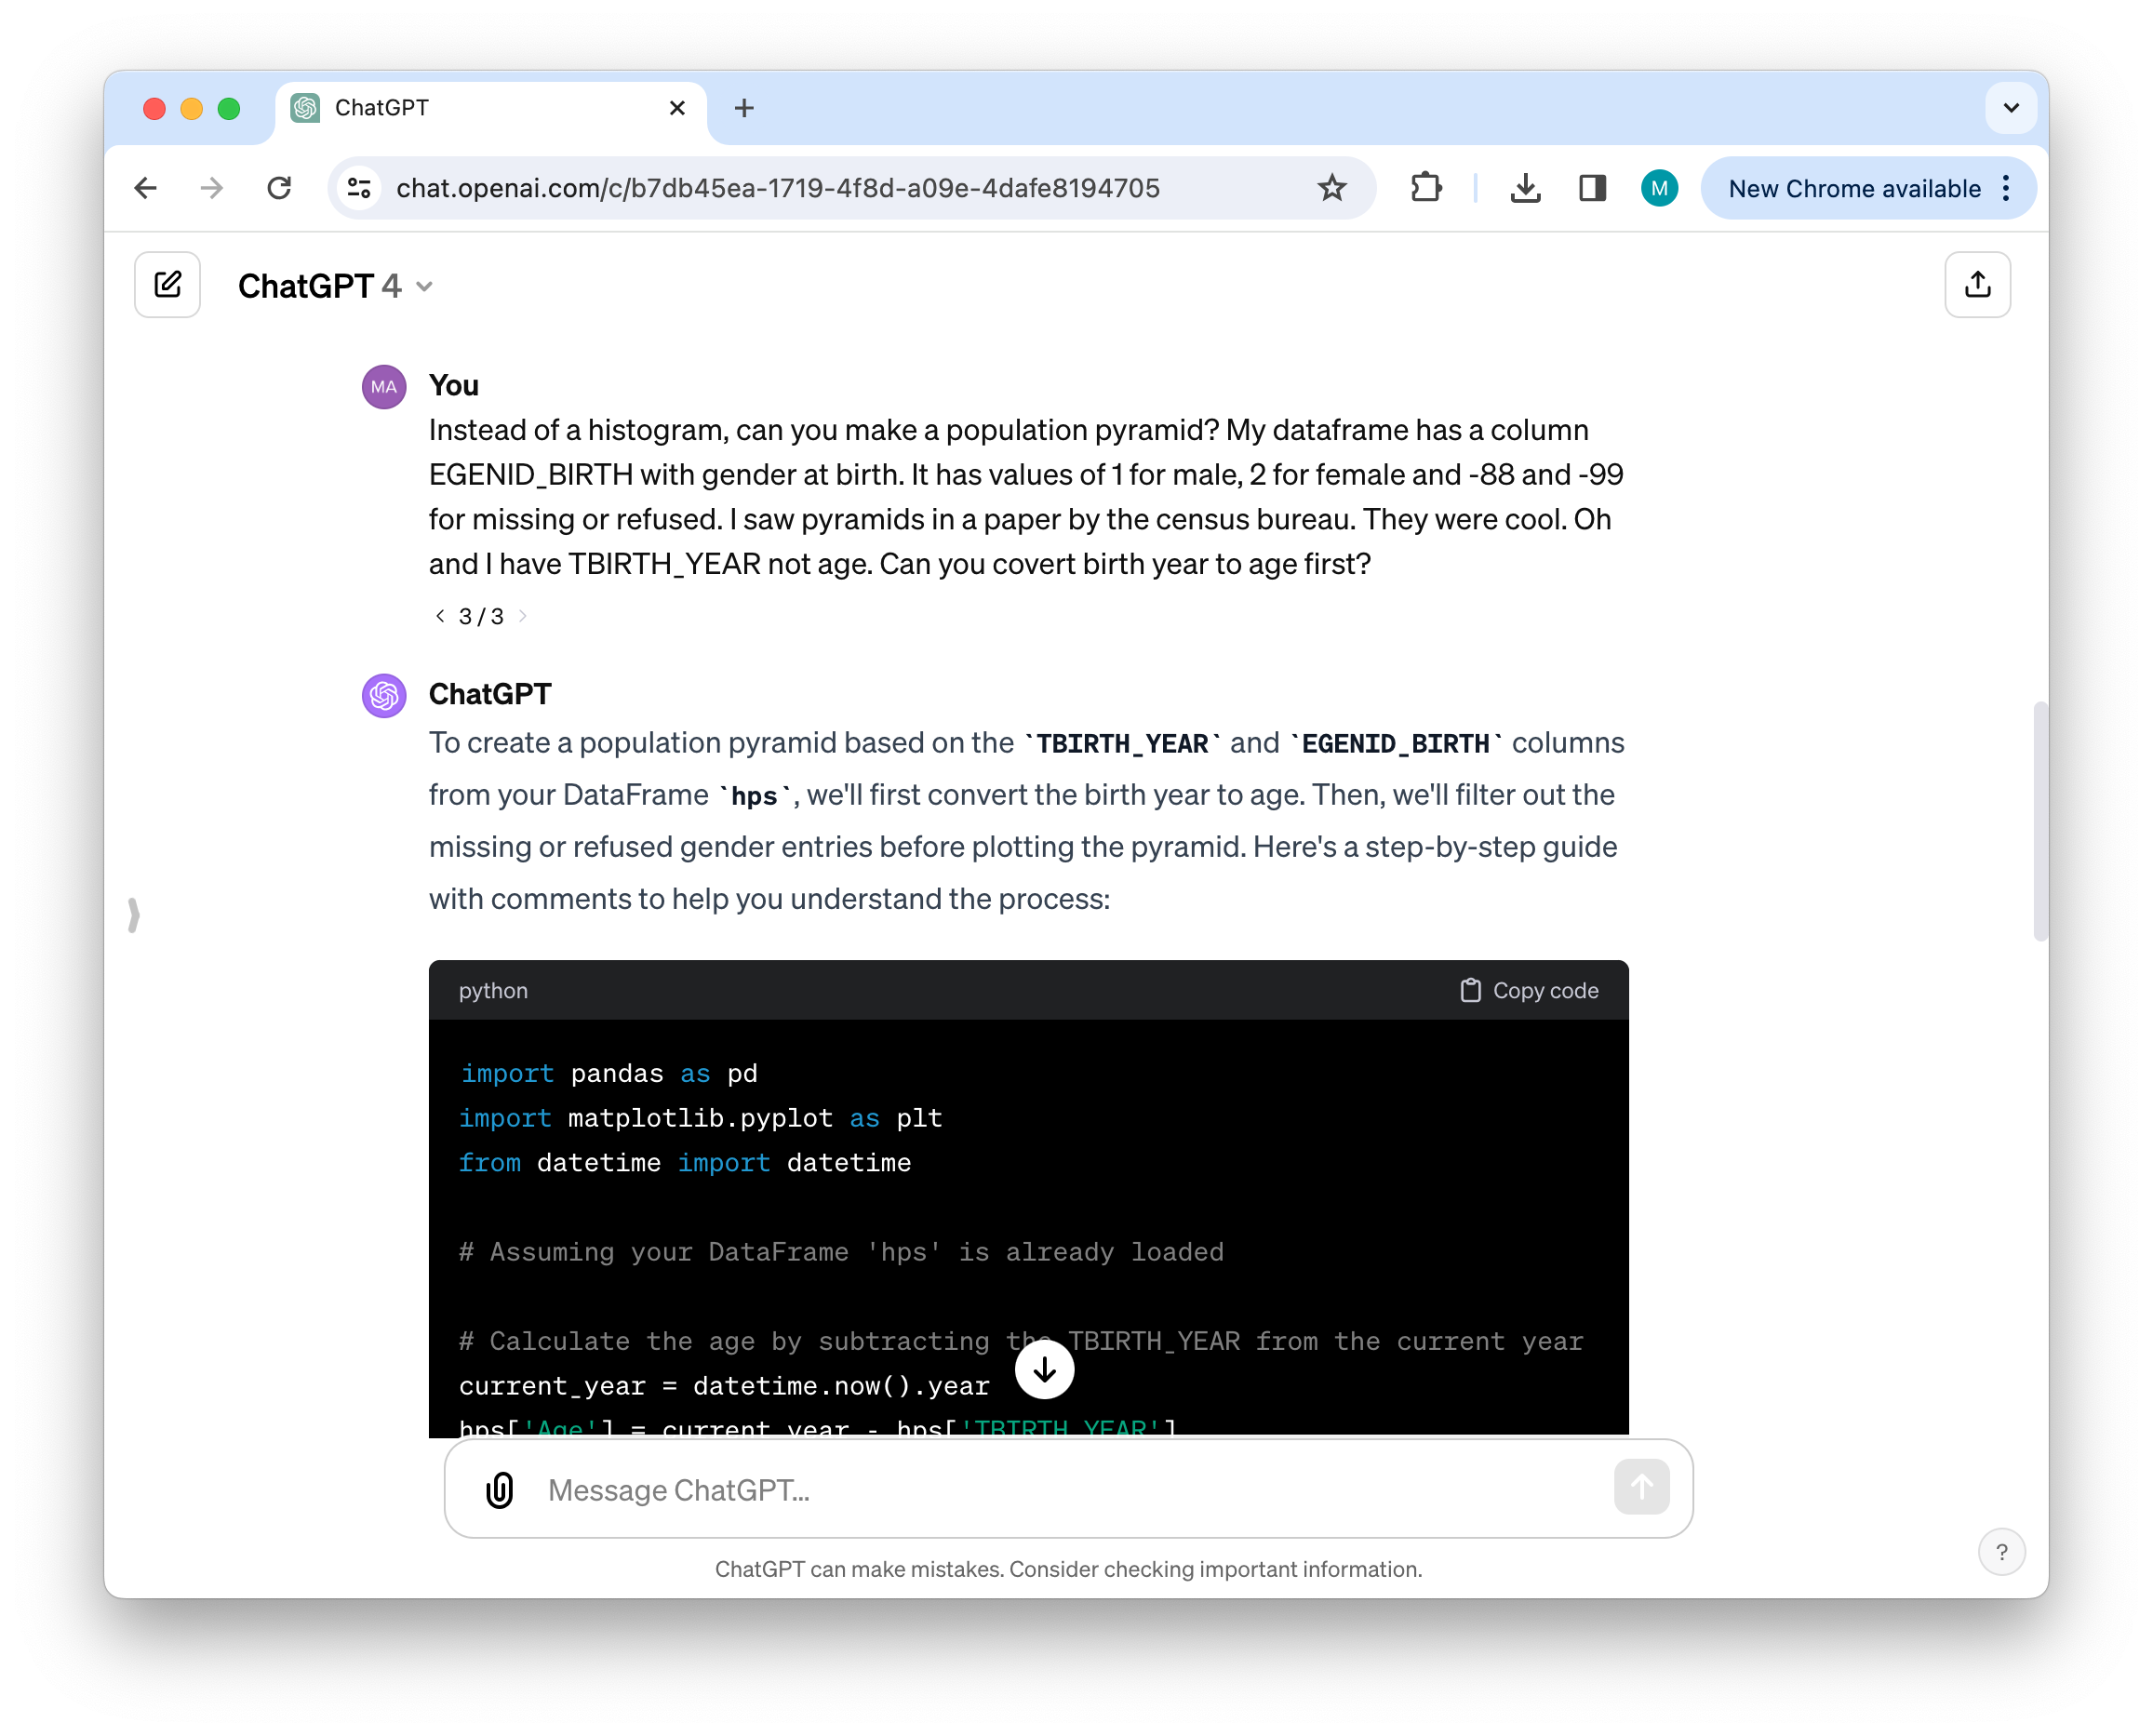 ChatGPT
chat.openai.com/c/b7db45ea-1719-4f8d-a09e-4dafe8194705
M
New Chrome available
ChatGPT 4
MA
You
Instead of a histogram, can you make a population pyramid? My dataframe has a column
EGENID_BIRTH with gender at birth. It has values of 1 for male, 2 for female and -88 and -99
for missing or refused. I saw pyramids in a paper by the census bureau. They were cool. Oh
and I have TBIRTH_YEAR not age. Can you covert birth year to age first?
3 / 3
ChatGPT
To create a population pyramid based on the `TBIRTH_YEAR` and `EGENID_BIRTH` columns
from your DataFrame `hps`, we'll first convert the birth year to age. Then, we'll filter out the
missing or refused gender entries before plotting the pyramid. Here's a step-by-step guide
with comments to help you understand the process:
python
Copy code
import pandas as pd
import matplotlib.pyplot as plt
from datetime import datetime
# Assuming your DataFrame 'hps' is already loaded
# Calculate the age by subtracting the TBIRTH_YEAR from the current year
current_year = datetime.now().year
hps['Age'] = current_year - hps['TBIRTH_YEAR']
Message ChatGPT...
ChatGPT can make mistakes. Consider checking important information.
?